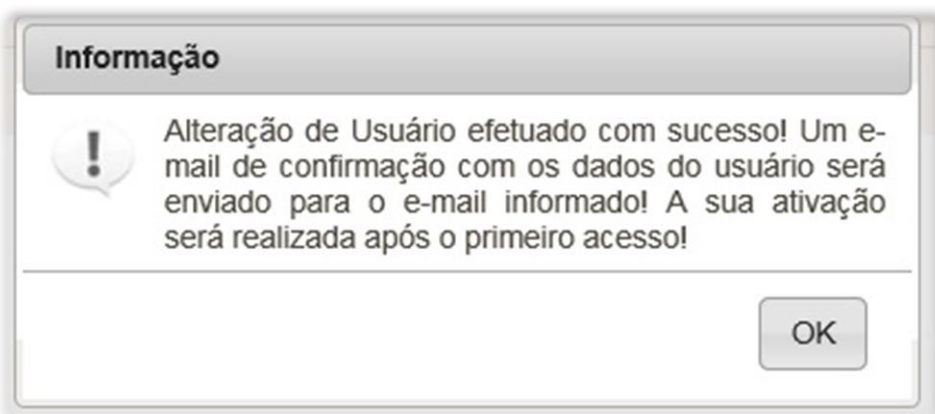 Informação
Alteração de Usuário efetuado com sucesso! Um e-
mail de confirmação com os dados do usuário será
enviado para o e-mail informado! A sua ativação
será realizada após o primeiro acesso!
OK